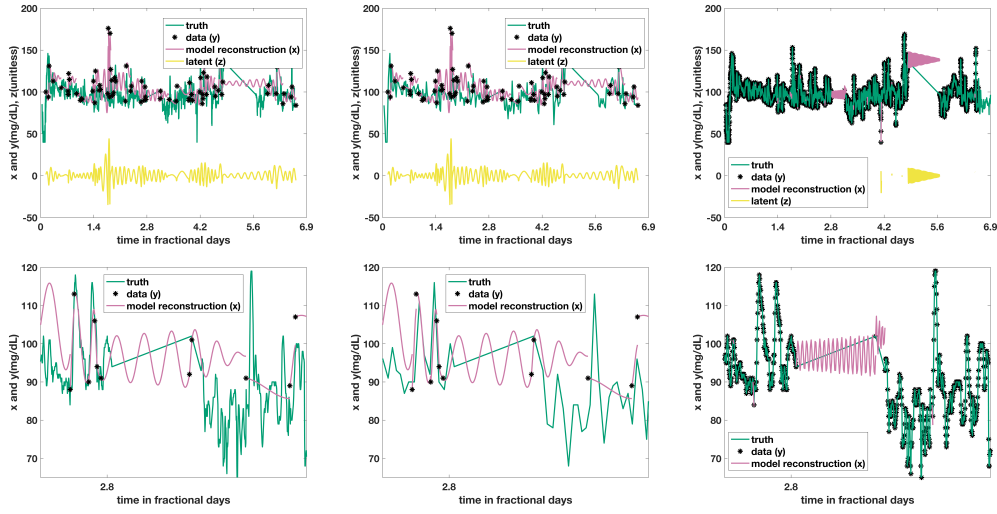 x and y(mg/dL), z(unitless)
200
150
100
50
0
-50
truth
data (y)
model reconstruction (x)
latent (z)
0
1.4
2.8
4.2
5.6
6.9
time in fractional days
x and y(mg/dL), z(unitless)
200
150
100
50
0
-50
truth
data (y)
model reconstruction (x)
latent (z)
0
1.4
2.8
4.2
5.6
6.9
time in fractional days
x and y(mg/dL), z(unitless)
200
150
100
50
0
-50
truth
data (y)
model reconstruction (x)
latent (z)
0
1.4
2.8
4.2
5.6
6.9
time in fractional days
x and y(mg/dL)
120
110
100
90
80
70
truth
data (y)
model reconstruction (x)
2.8
time in fractional days
x and y(mg/dL)
120
110
100
90
80
70
truth
data (y)
model reconstruction (x)
2.8
time in fractional days
x and y(mg/dL)
120
110
100
90
80
70
truth
data (y)
model reconstruction (x)
2.8
time in fractional days